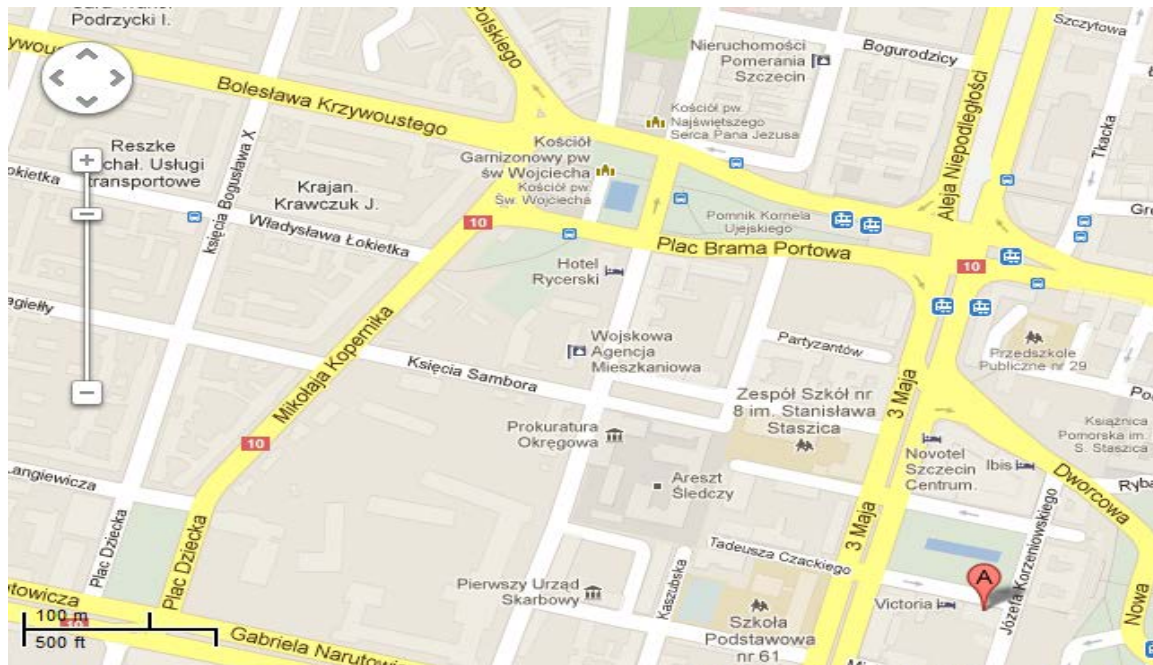 Podrzycki I.
Polskiego
Bolesława Krzywoustego
Nieruchomości
Pomerania
Szczecin
Bogurodzicy
Szczytowa
Aleja Niepodległości
Tkacka
Kościół pw.
Najświętszego
Serca Pana Jezusa
Reszke
Usługi
transportowe
księcia Bogusława X
Krajan.
Krawczuk J.
Kościół
Garnizonowy pw
św Wojciecha
Kościół pw.
Św. Wojciecha
Władysława Łokietka
10
Pomnik Kornela
Ujejskiego
Plac Brama Portowa
10
Hotel
Rycerski
Mikołaja Kopernika
Księcia Sambora
Wojskowa
Agencja
Mieszkaniowa
Partyzantów
Przedszkole
Publiczne nr 29
3 Maja
Zespół Szkół nr
8 im. Stanisława
Staszica
Prokuratura
Okręgowa
10
Areszt
Śledczy
Novotel
Szczecin
Centrum.
Ibis
Książnica
Pomorska im.
S. Staszica
Dworcowa
Langiewicza
Plac Dziecka
Plac Dziecka
3 Maja
Tadeusza Czackiego
Józefa Korzeniowskiego
A
Victoria
Nowa
Pierwszy Urząd
Skarbowy
Kaszubska
Szkoła
Podstawowa
nr 61
Gabriela Narutowicza
100 m
10
500 ft